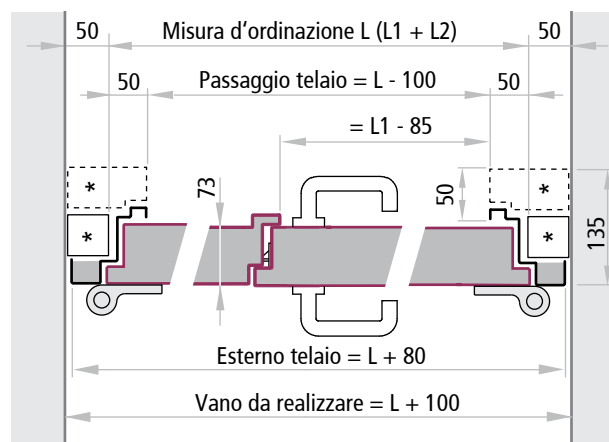 50 Misura d'ordinazione L (L1 + L2) 50
50 Passaggio telaio = L - 100 50
= L1 - 85
73
50
135
*
*
*
*
Esterno telaio = L + 80
Vano da realizzare = L + 100